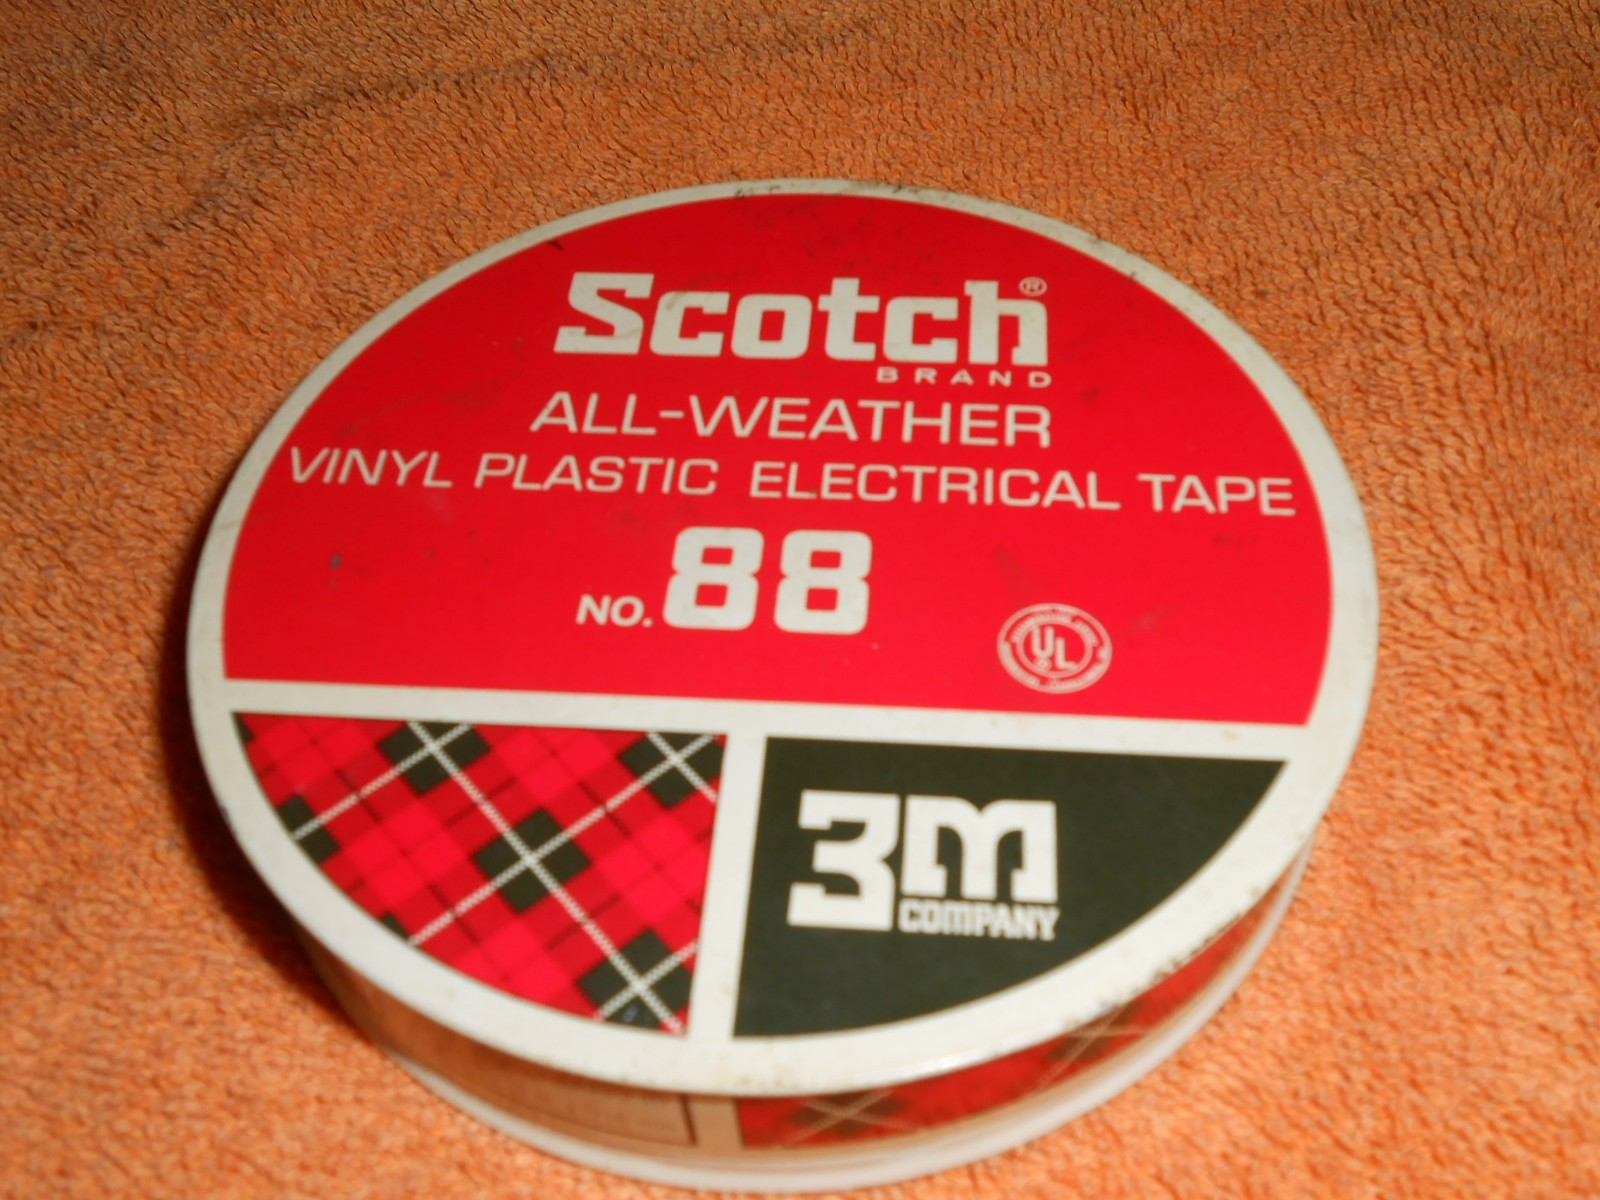 Scotch®
BRAND
ALL-WEATHER
VINYL PLASTIC ELECTRICAL TAPE
NO. 88
UL
3M
COMPANY